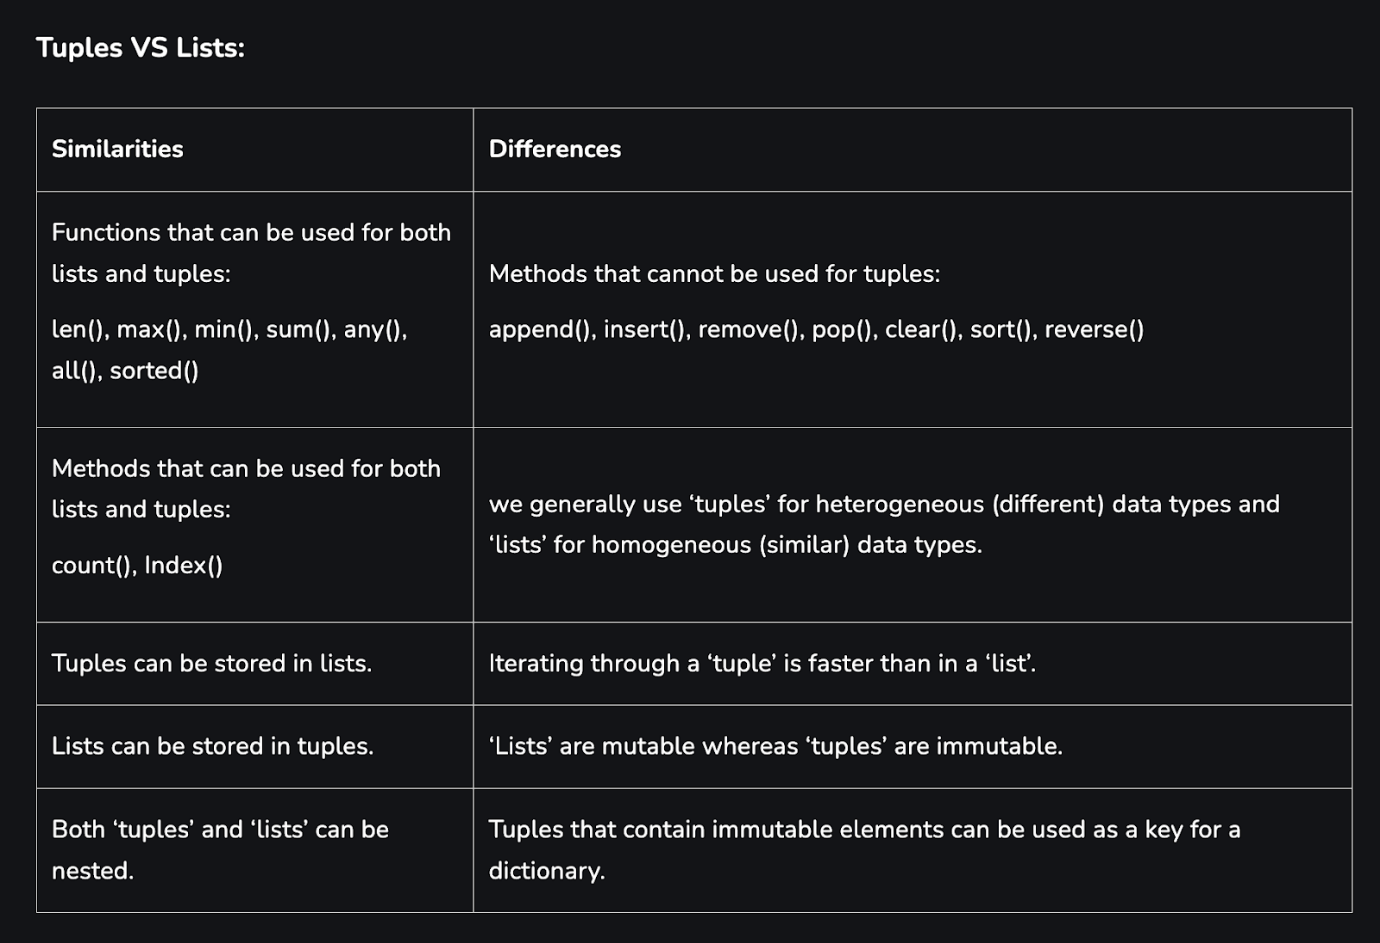 Tuples VS Lists:
Similarities
Differences
Functions that can be used for both
lists and tuples:
len(), max(), min(), sum(), any(),
all(), sorted()
Methods that cannot be used for tuples:
append(), insert(), remove(), pop(), clear(), sort(), reverse()
Methods that can be used for both
lists and tuples:
count(), Index()
we generally use ‘tuples’ for heterogeneous (different) data types and
‘lists’ for homogeneous (similar) data types.
Tuples can be stored in lists.
Iterating through a ‘tuple’ is faster than in a ‘list’.
Lists can be stored in tuples.
‘Lists’ are mutable whereas ‘tuples’ are immutable.
Both ‘tuples’ and ‘lists’ can be
nested.
Tuples that contain immutable elements can be used as a key for a
dictionary.